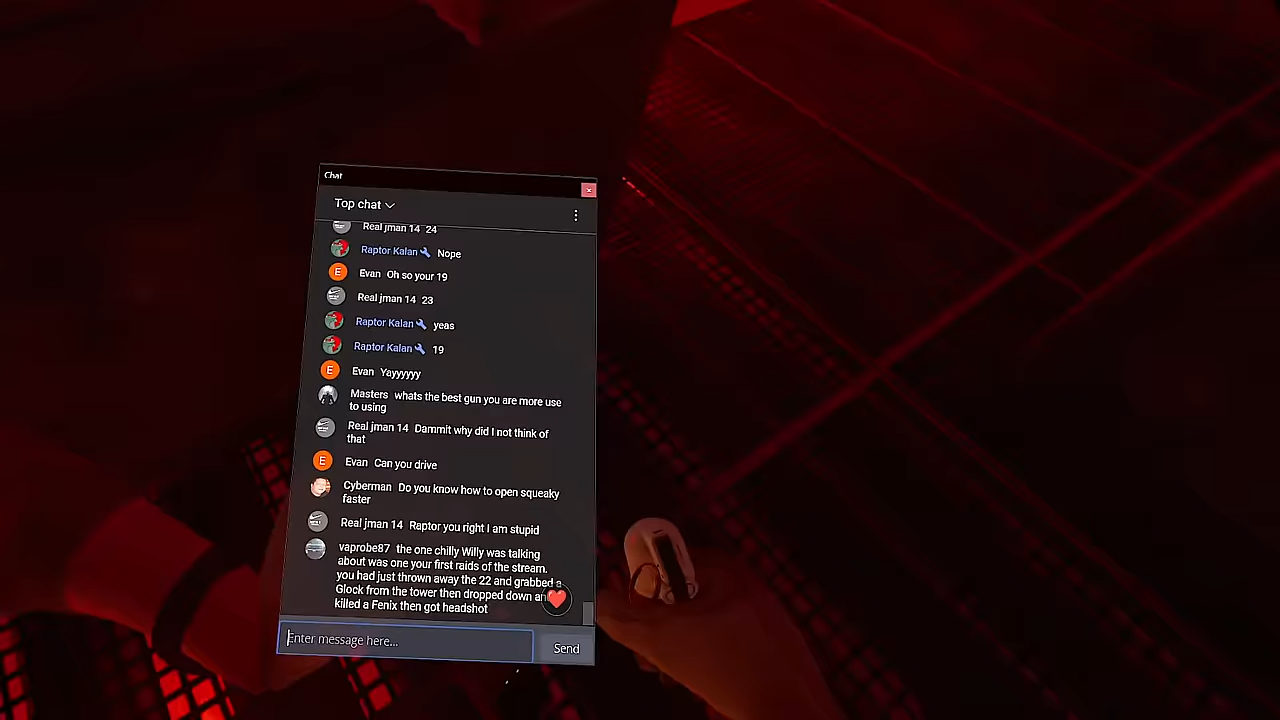 Chat
Top chat
Real jman 14 24
Raptor Kalan Nope
E Evan Oh so your 19
Real jman 14 23
Raptor Kalan yeas
Raptor Kalan 19
E Evan Yayyyyyy
Masters whats the best gun you are more use
to using
Real jman 14 Dammit why did I not think of
that
E Evan Can you drive
Cyberman Do you know how to open squeaky
faster
Real jman 14 Raptor you right I am stupid
vaprobe87 the one chilly Willy was talking
about was one your first raids of the stream.
you had just thrown away the 22 and grabbed a
Glock from the tower then dropped down an
killed a Fenix then got headshot
Enter message here...
Send